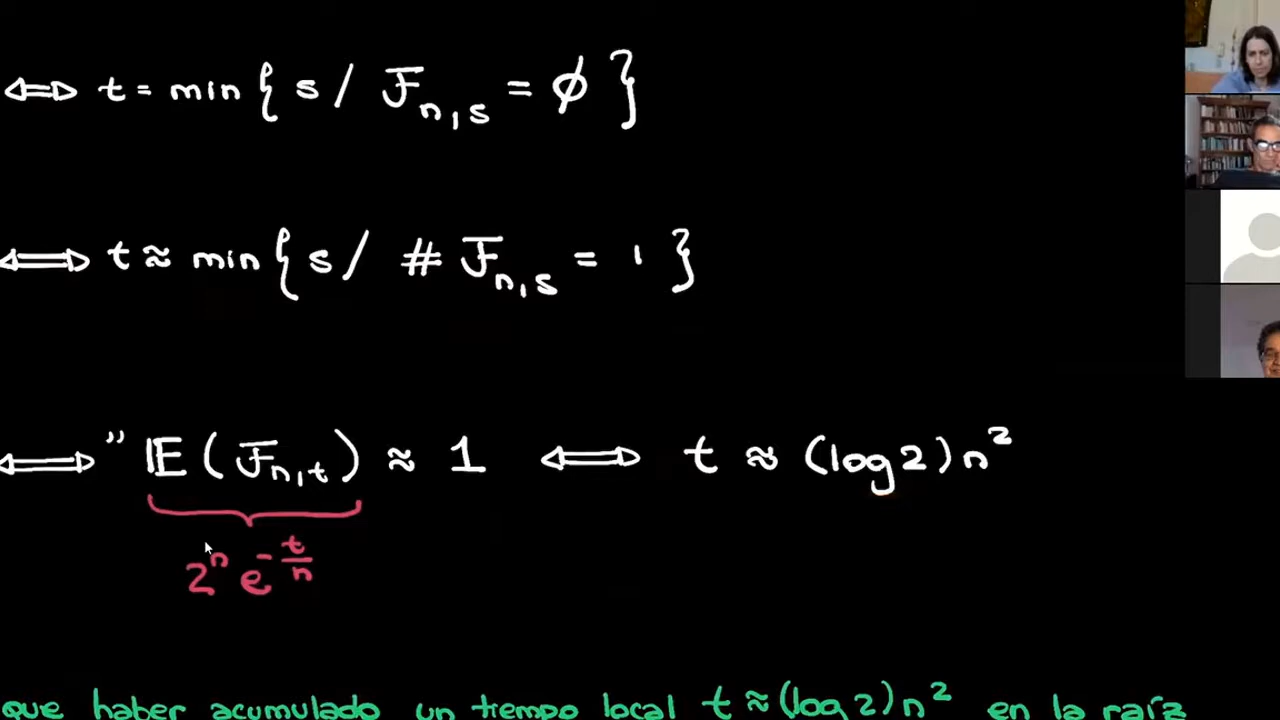 ⟺ t = min { s / F_{n,s} = ∅ }
⟺ t ≈ min { s / # F_{n,s} = 1 }
⟺ " 𝔼 ( F_{n,t} ) ≈ 1 ⟺ t ≈ (log 2) n²
2ⁿ e^{-t/n}
que haber acumulado un tiempo local t ≈ (log 2) n² en la raíz